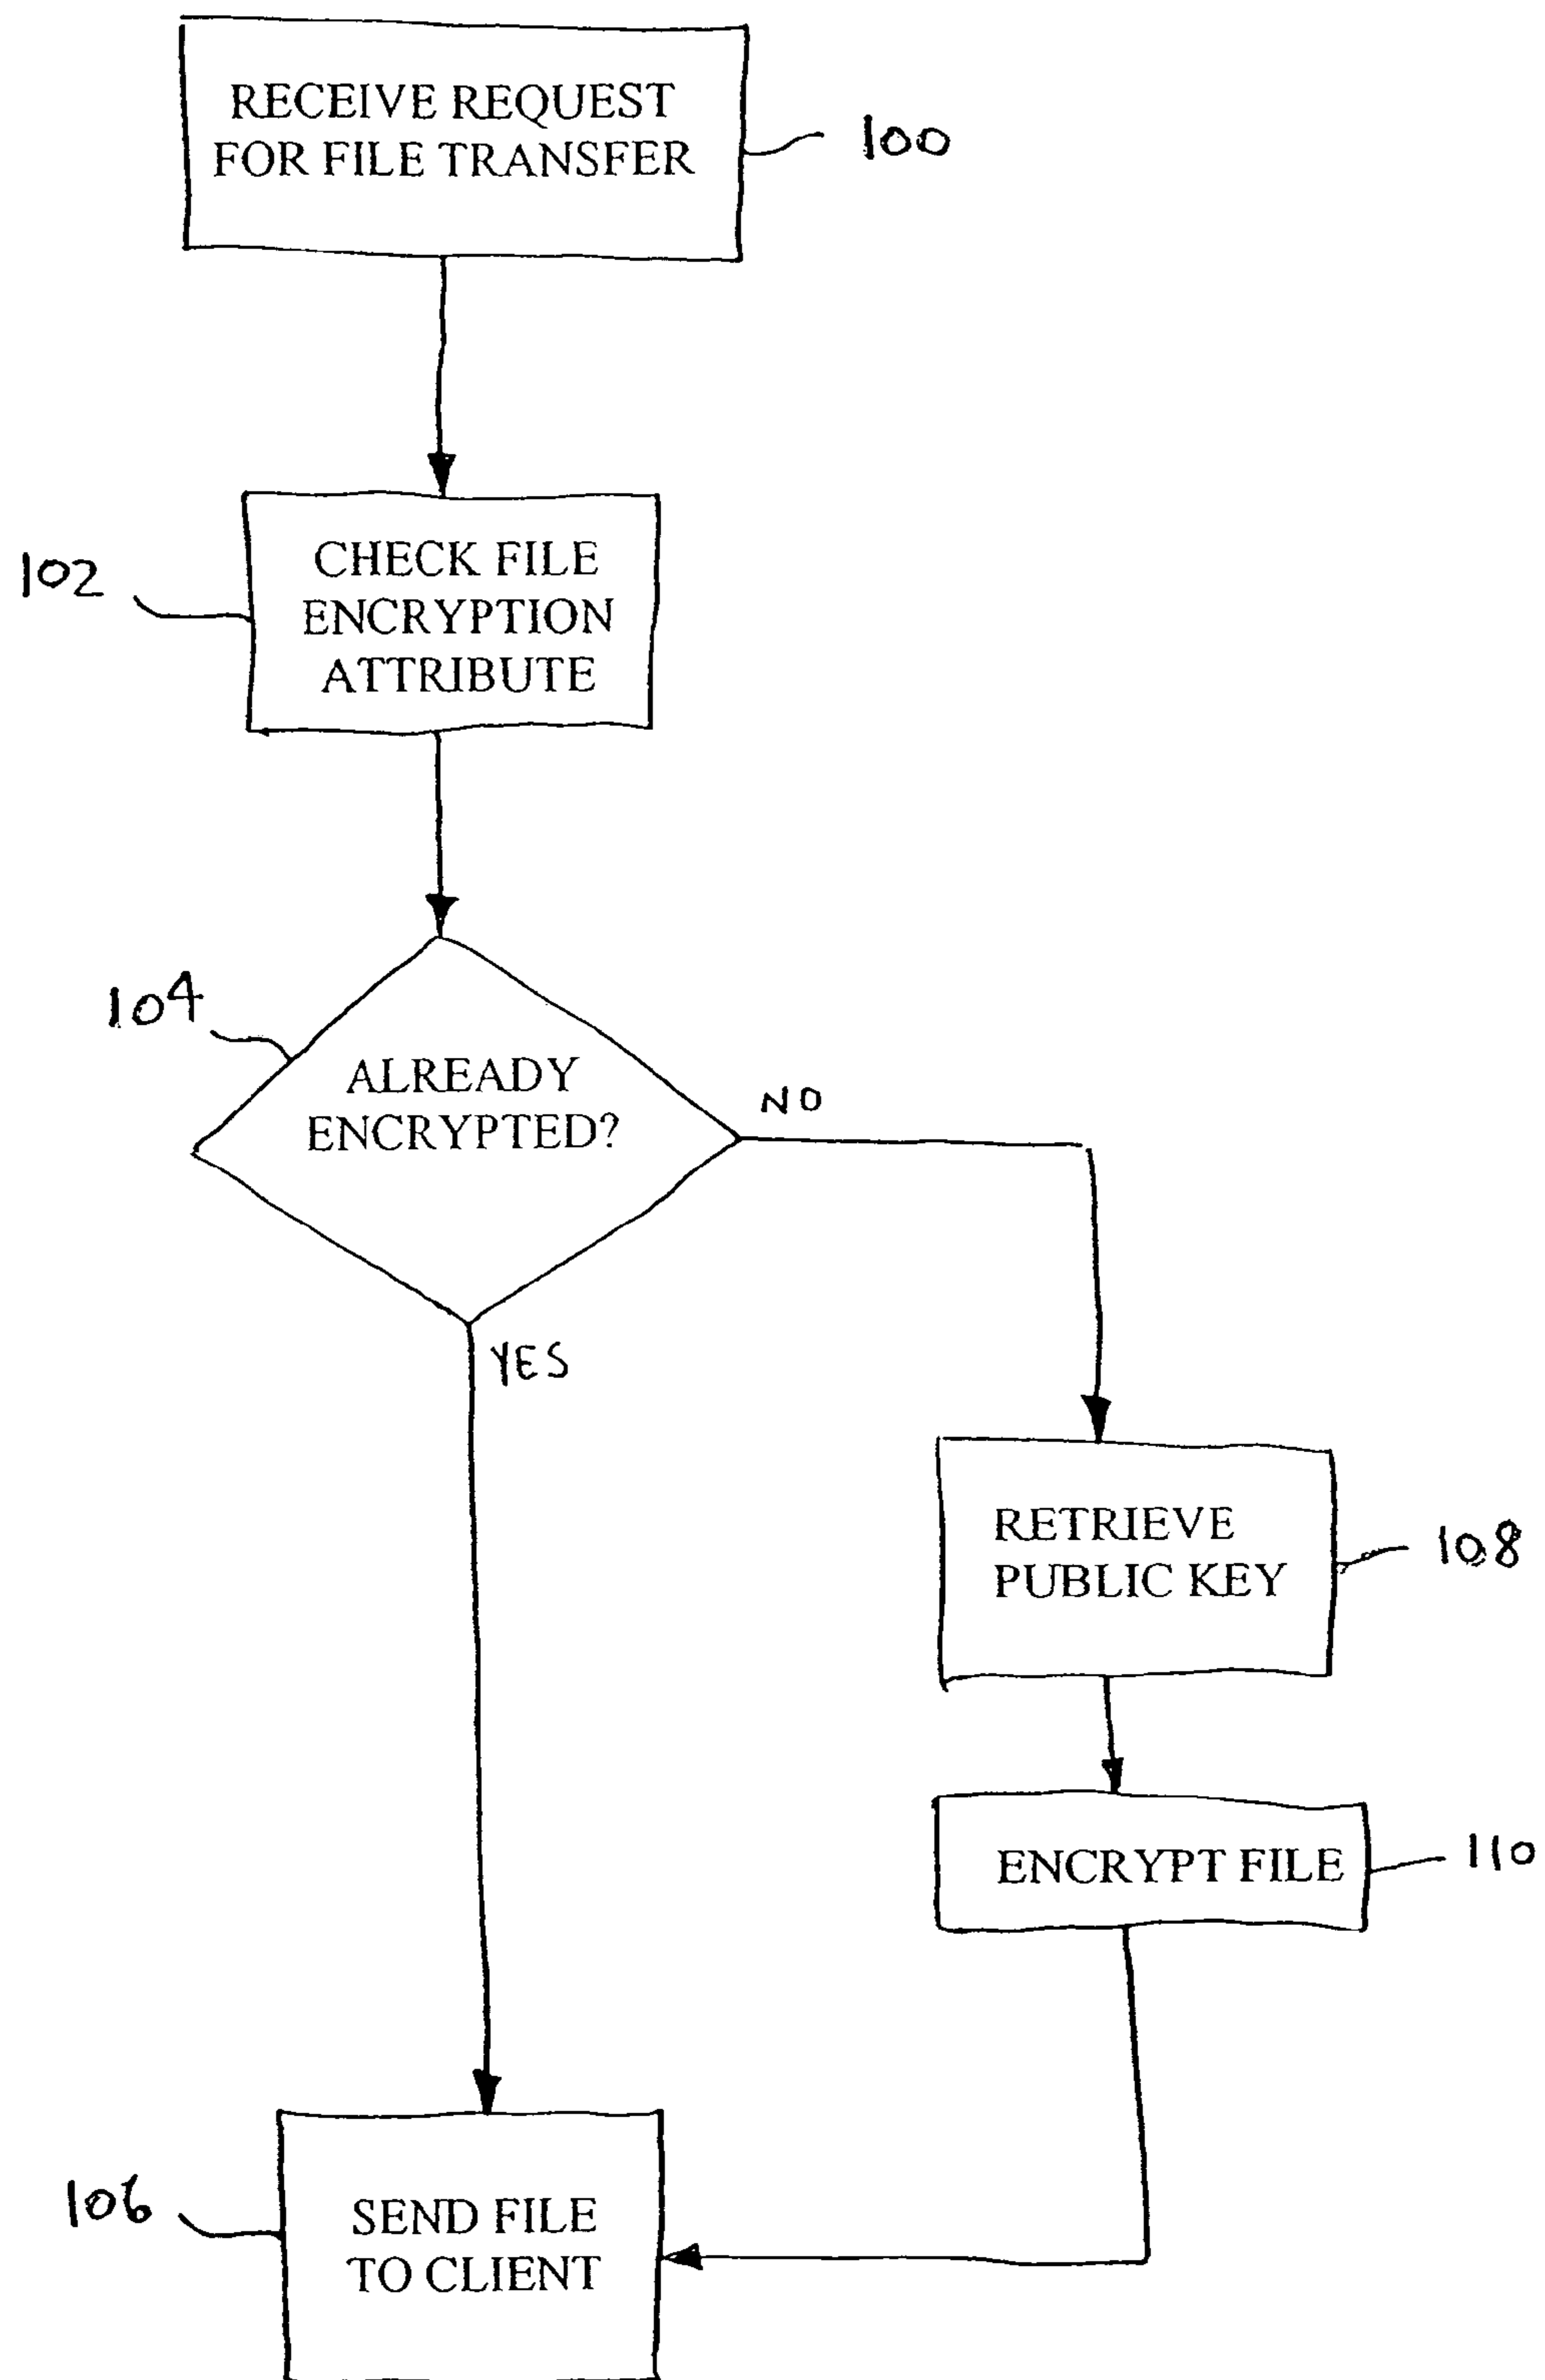 RECEIVE REQUEST
FOR FILE TRANSFER
100
102
CHECK FILE
ENCRYPTION
ATTRIBUTE
104
ALREADY
ENCRYPTED?
NO
YES
RETRIEVE
PUBLIC KEY
108
ENCRYPT FILE
110
106
SEND FILE
TO CLIENT